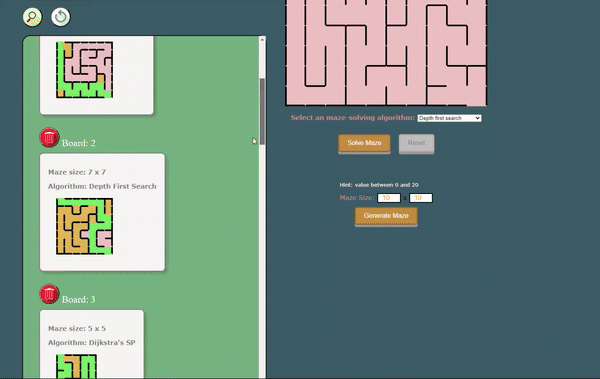 Select an maze-solving algorithm: Depth first search
Solve Maze
Reset
Board: 2
Maze size: 7 x 7
Algorithm: Depth First Search
Hint: value between 0 and 20
Maze Size: 10 x 10
Generate Maze
Board: 3
Maze size: 5 x 5
Algorithm: Dijkstra's SP